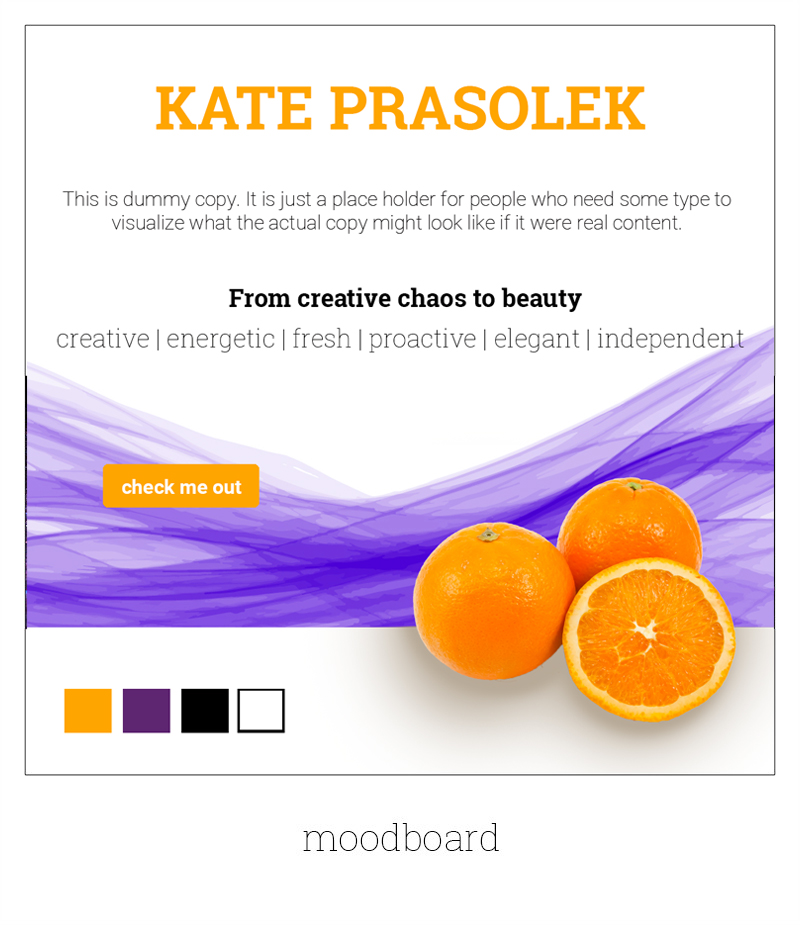 KATE PRASOLEK
This is dummy copy. It is just a place holder for people who need some type to
visualize what the actual copy might look like if it were real content.
From creative chaos to beauty
creative | energetic | fresh | proactive | elegant | independent
check me out
moodboard